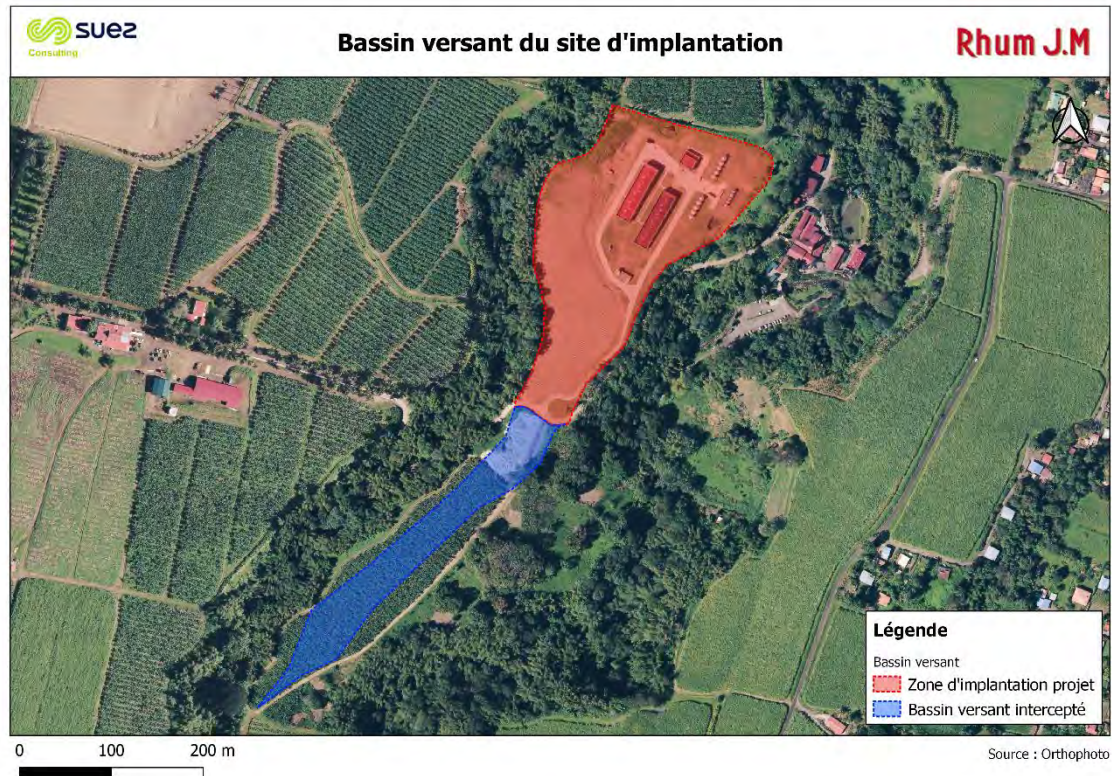 suez
Consulting
Bassin versant du site d'implantation
Rhum J.M
Légende
Bassin versant
Zone d'implantation projet
Bassin versant intercepté
0 100 200 m
Source : Orthophoto